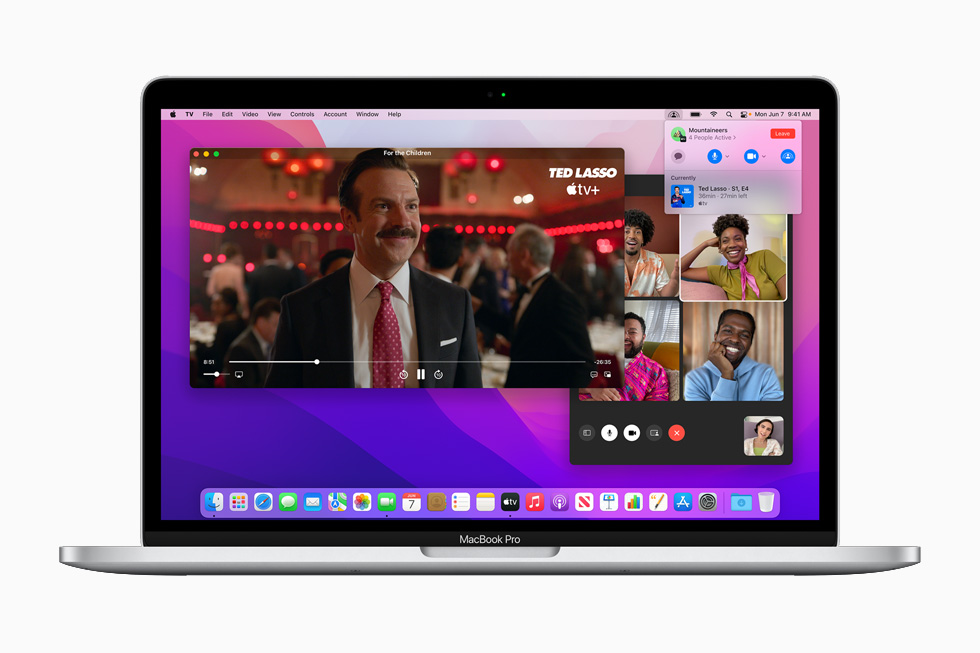 TV File Edit Video View Controls Account Window Help
Mon Jun 7 9:41 AM
For the Children
TED LASSO
tv+
8:51
-26:35
Mountaineers
4 People Active >
Leave
Currently
Ted Lasso · S1, E4
36min · 27min left
tv
JUN
7
tv
MacBook Pro